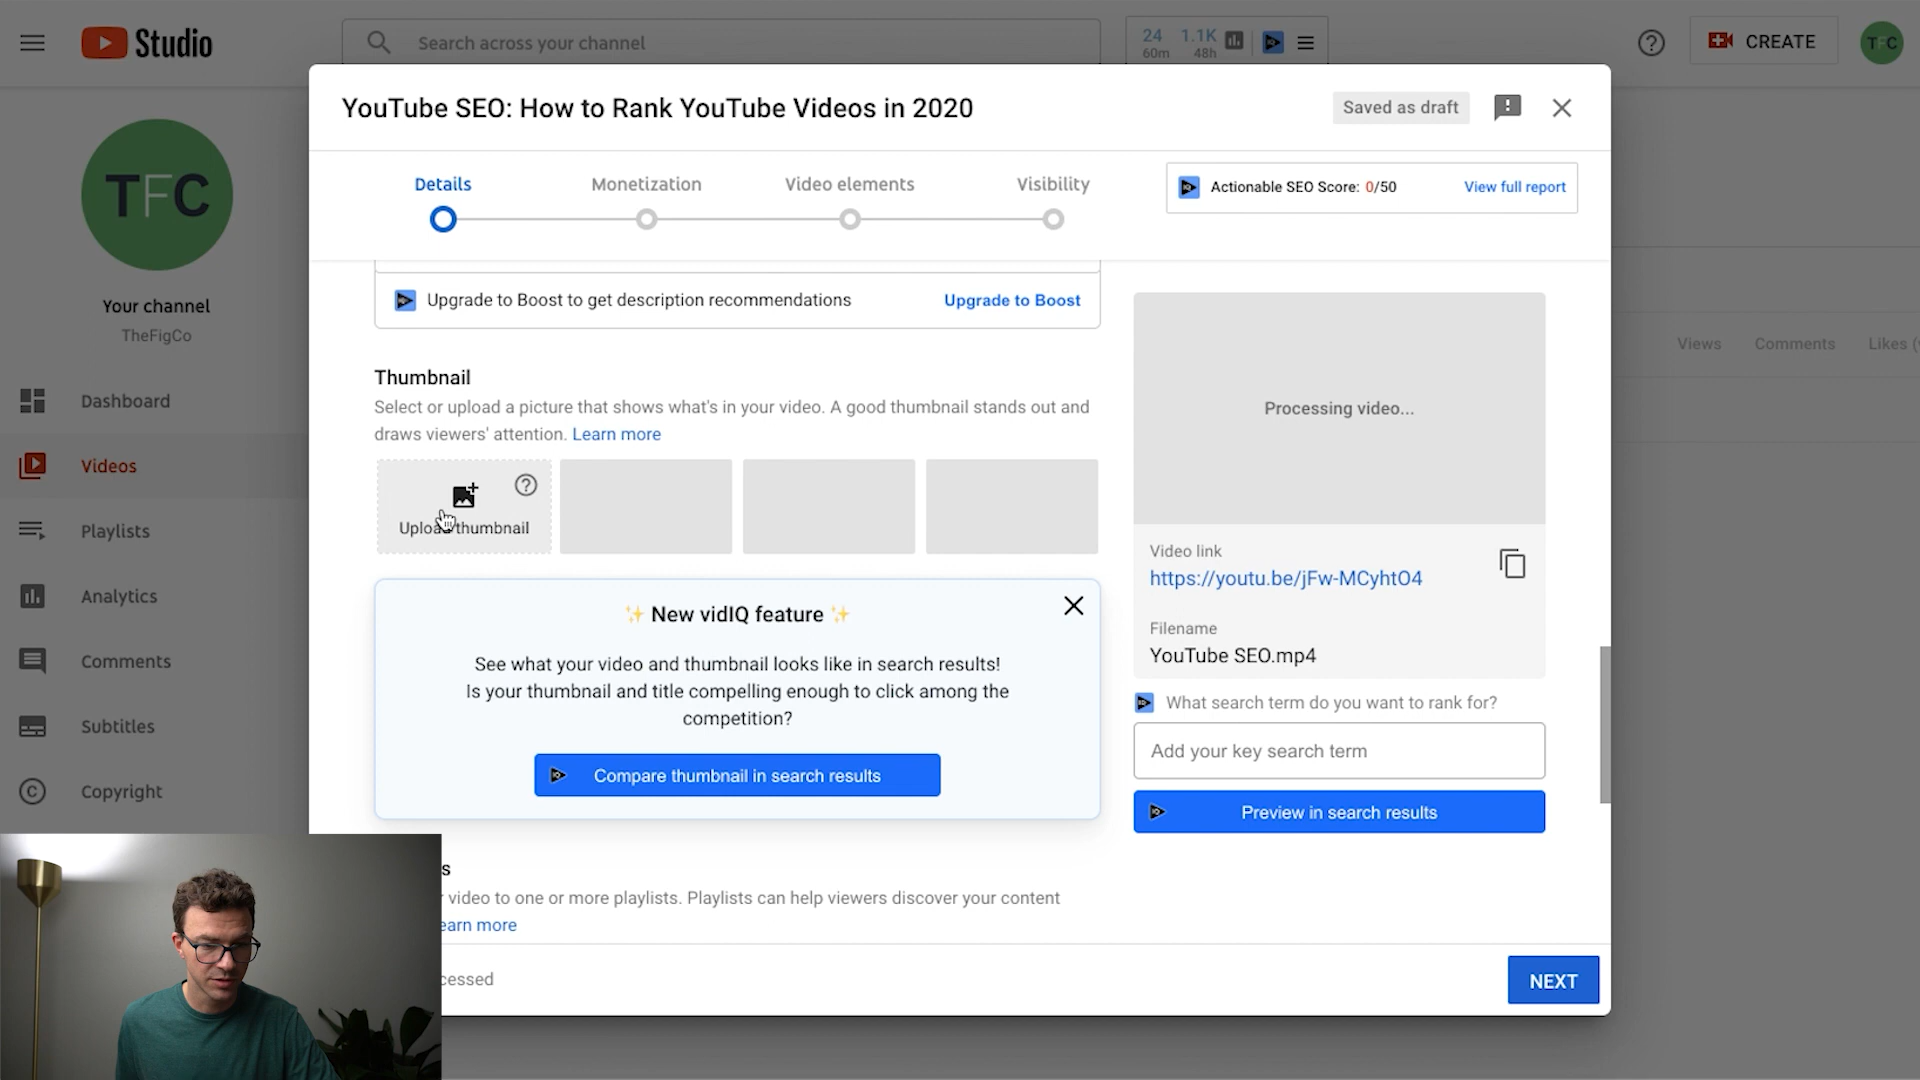 Studio
Search across your channel
24
60m
1.1K
48h
CREATE
TFC
YouTube SEO: How to Rank YouTube Videos in 2020
Saved as draft
Details
Monetization
Video elements
Visibility
Actionable SEO Score: 0/50
View full report
TFC
Your channel
TheFigCo
Dashboard
Videos
Playlists
Analytics
Comments
Subtitles
Copyright
Upgrade to Boost to get description recommendations
Upgrade to Boost
Thumbnail
Select or upload a picture that shows what's in your video. A good thumbnail stands out and
draws viewers' attention. Learn more
Upload thumbnail
✨ New vidIQ feature ✨
See what your video and thumbnail looks like in search results!
Is your thumbnail and title compelling enough to click among the
competition?
Compare thumbnail in search results
Processing video...
Video link
https://youtu.be/jFw-MCyhtO4
Filename
YouTube SEO.mp4
What search term do you want to rank for?
Add your key search term
Preview in search results
Views
Comments
Likes (
s
video to one or more playlists. Playlists can help viewers discover your content
earn more
cessed
NEXT